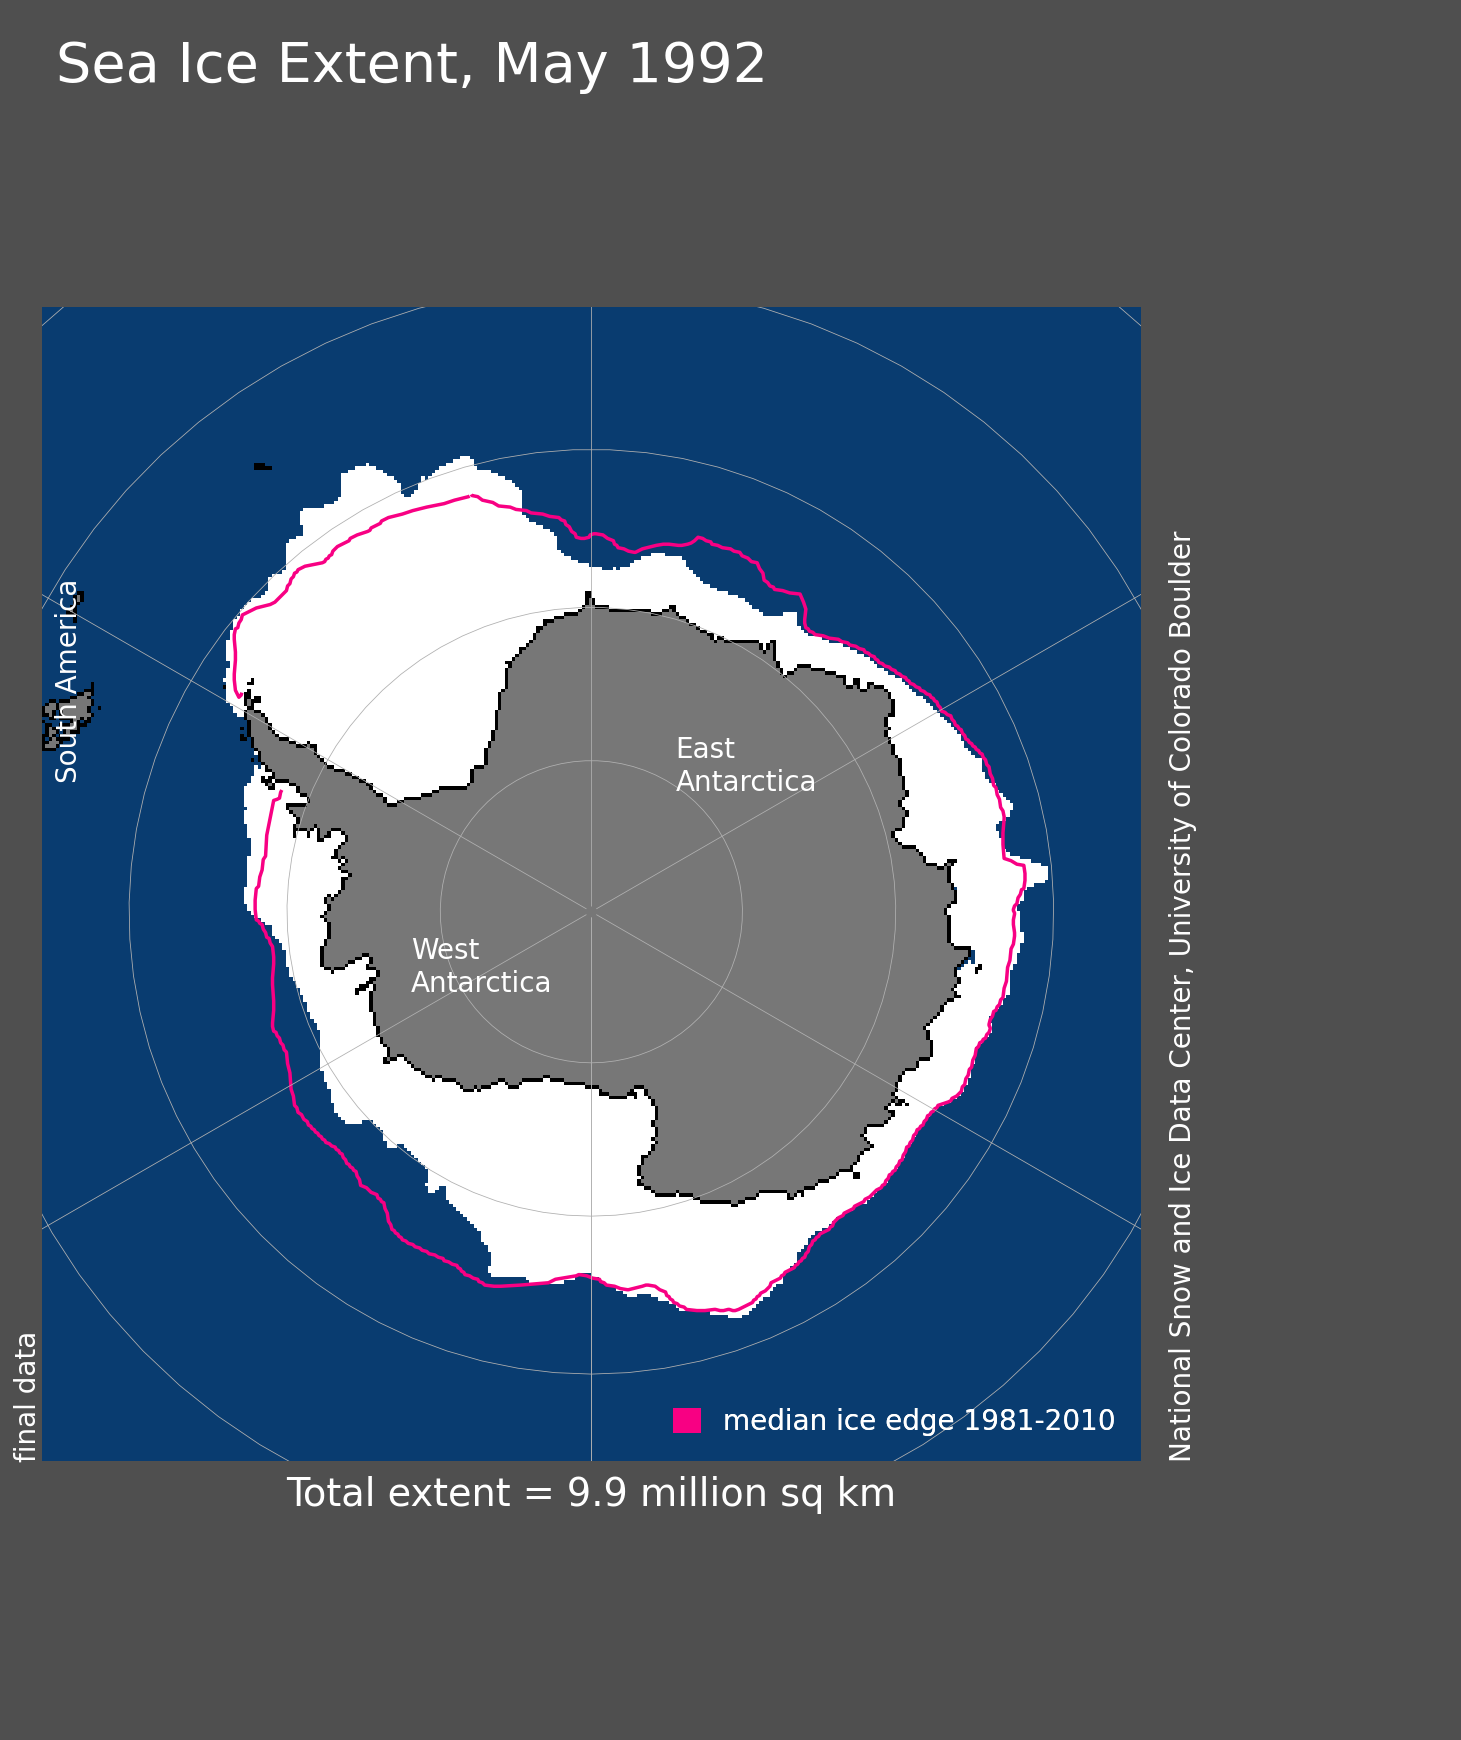 Sea Ice Extent, May 1992
South America
East
Antarctica
West
Antarctica
median ice edge 1981-2010
final data
National Snow and Ice Data Center, University of Colorado Boulder
Total extent = 9.9 million sq km